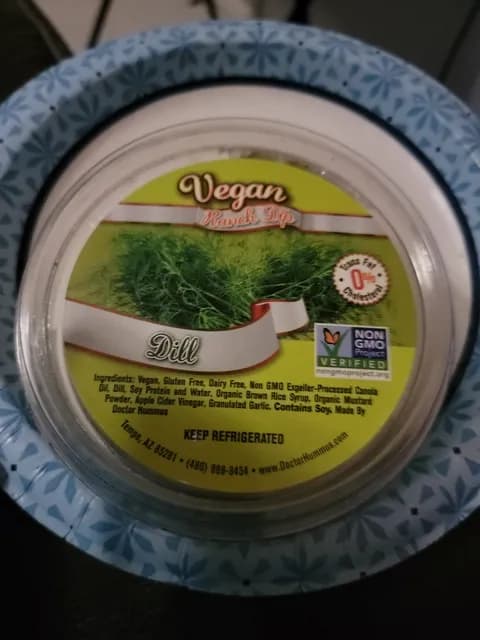 Vegan
Ranch Dip
Trans Fat
0%
Cholesterol
Dill
NON
GMO
Project
VERIFIED
nongmoproject.org
Ingredients: Vegan, Gluten Free, Dairy Free, Non GMO Expeller-Processed Canola
Oil, Dill, Soy Protein and Water, Organic Brown Rice Syrup, Organic Mustard
Powder, Apple Cider Vinegar, Granulated Garlic. Contains Soy. Made By
Doctor Hummus
KEEP REFRIGERATED
Tempe, AZ 85281 • (480) • www.DoctorHummus.com